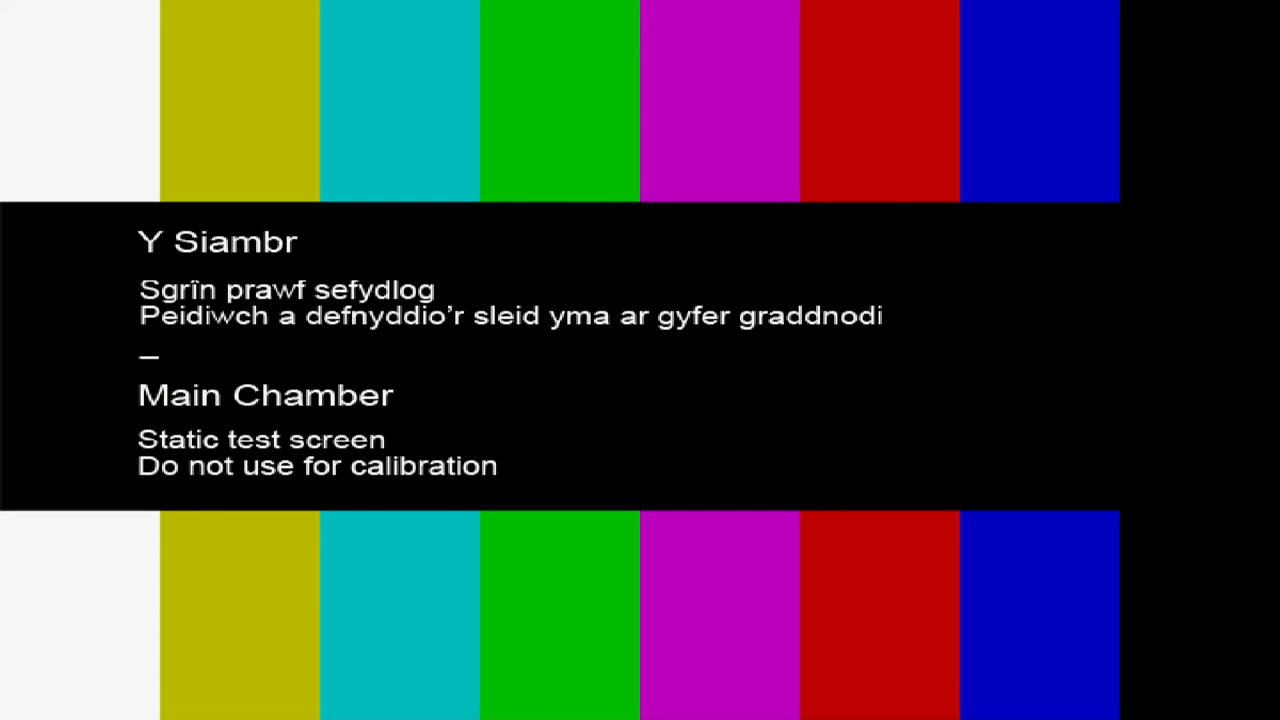 Y Siambr
Sgrîn prawf sefydlog
Peidiwch a defnyddio’r sleid yma ar gyfer graddnodi
–
Main Chamber
Static test screen
Do not use for calibration